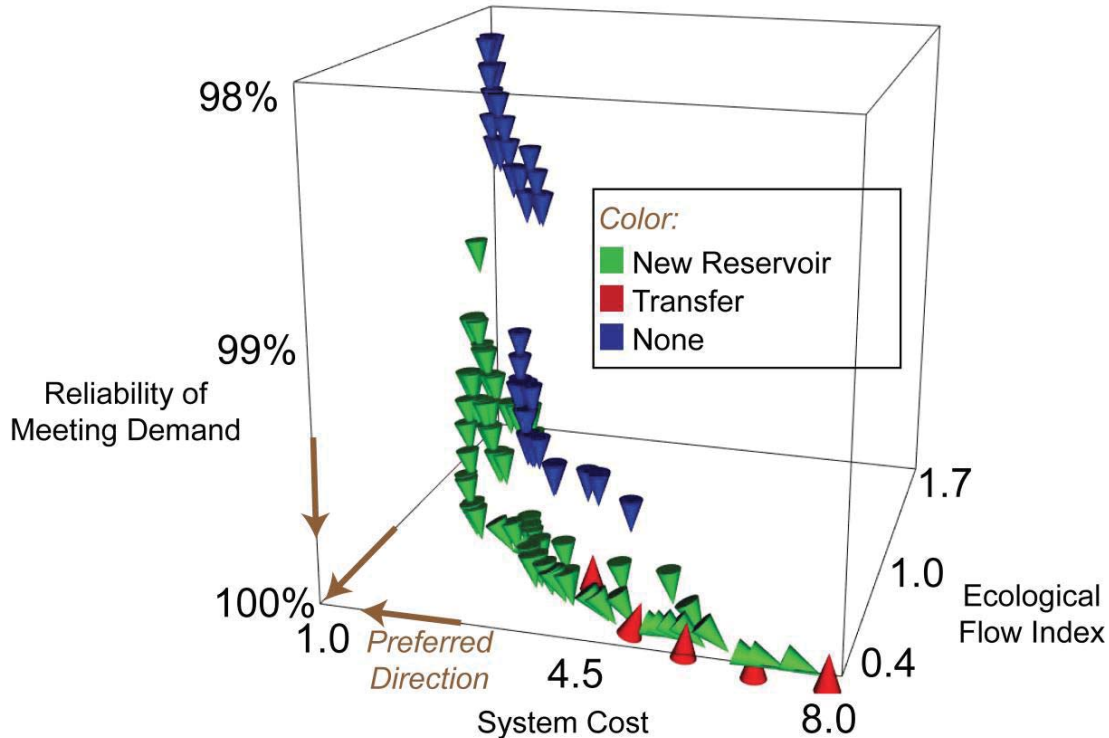 98%
Color:
New Reservoir
Transfer
None
99%
Reliability of
Meeting Demand
1.7
1.0
Ecological
Flow Index
0.4
100%
1.0
Preferred
Direction
4.5
System Cost
8.0